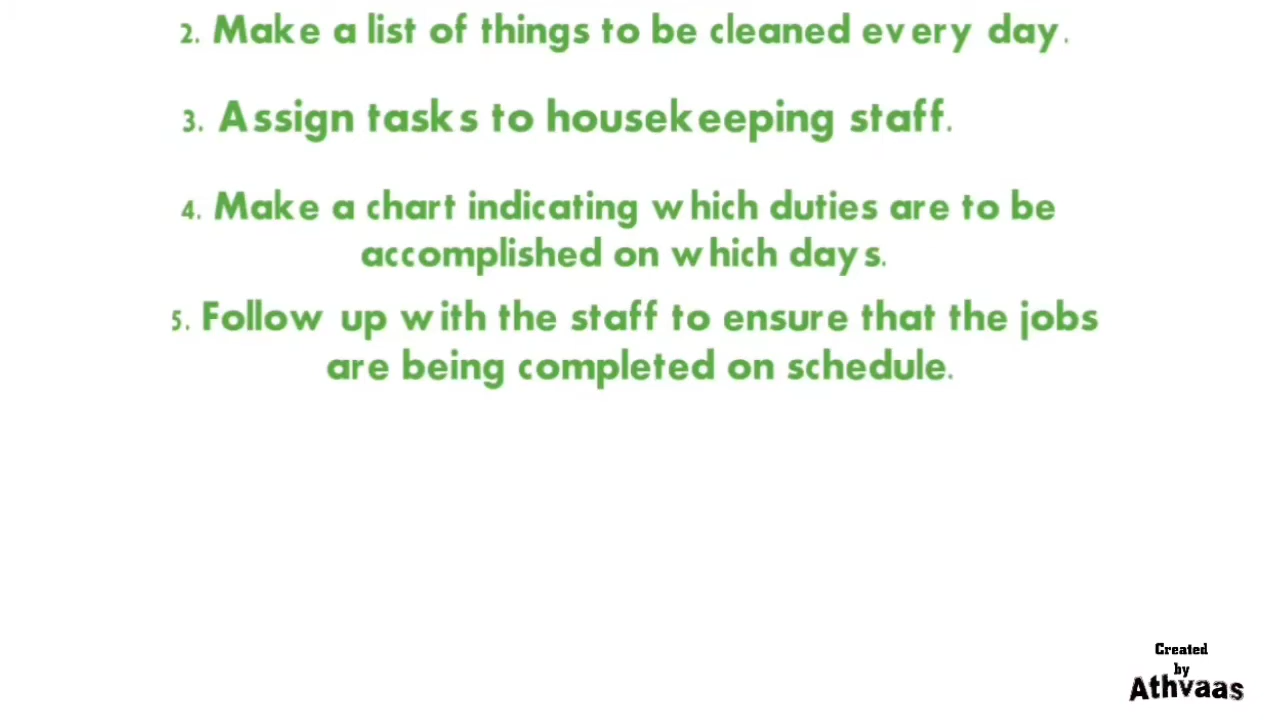 2. Make a list of things to be cleaned every day.
3. Assign tasks to housekeeping staff.
4. Make a chart indicating which duties are to be
accomplished on which days.
5. Follow up with the staff to ensure that the jobs
are being completed on schedule.
Created
by
Athvaas